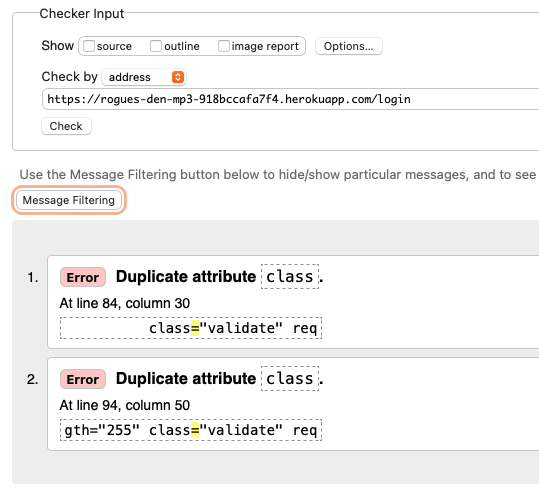 Checker Input
Show source outline image report Options...
Check by address
https://rogues-den-mp3-918bccafa7f4.herokuapp.com/login
Check
Use the Message Filtering button below to hide/show particular messages, and to see
Message Filtering
1. Error Duplicate attribute class.
At line 84, column 30
class="validate" req
2. Error Duplicate attribute class.
At line 94, column 50
gth="255" class="validate" req